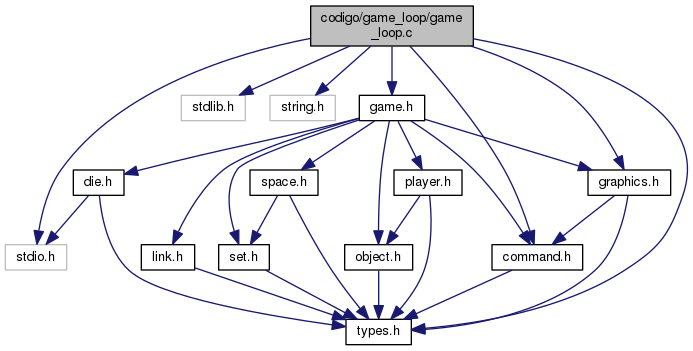 codigo/game_loop/game
_loop.c
stdlib.h
string.h
game.h
die.h
space.h
player.h
graphics.h
stdio.h
link.h
set.h
object.h
command.h
types.h